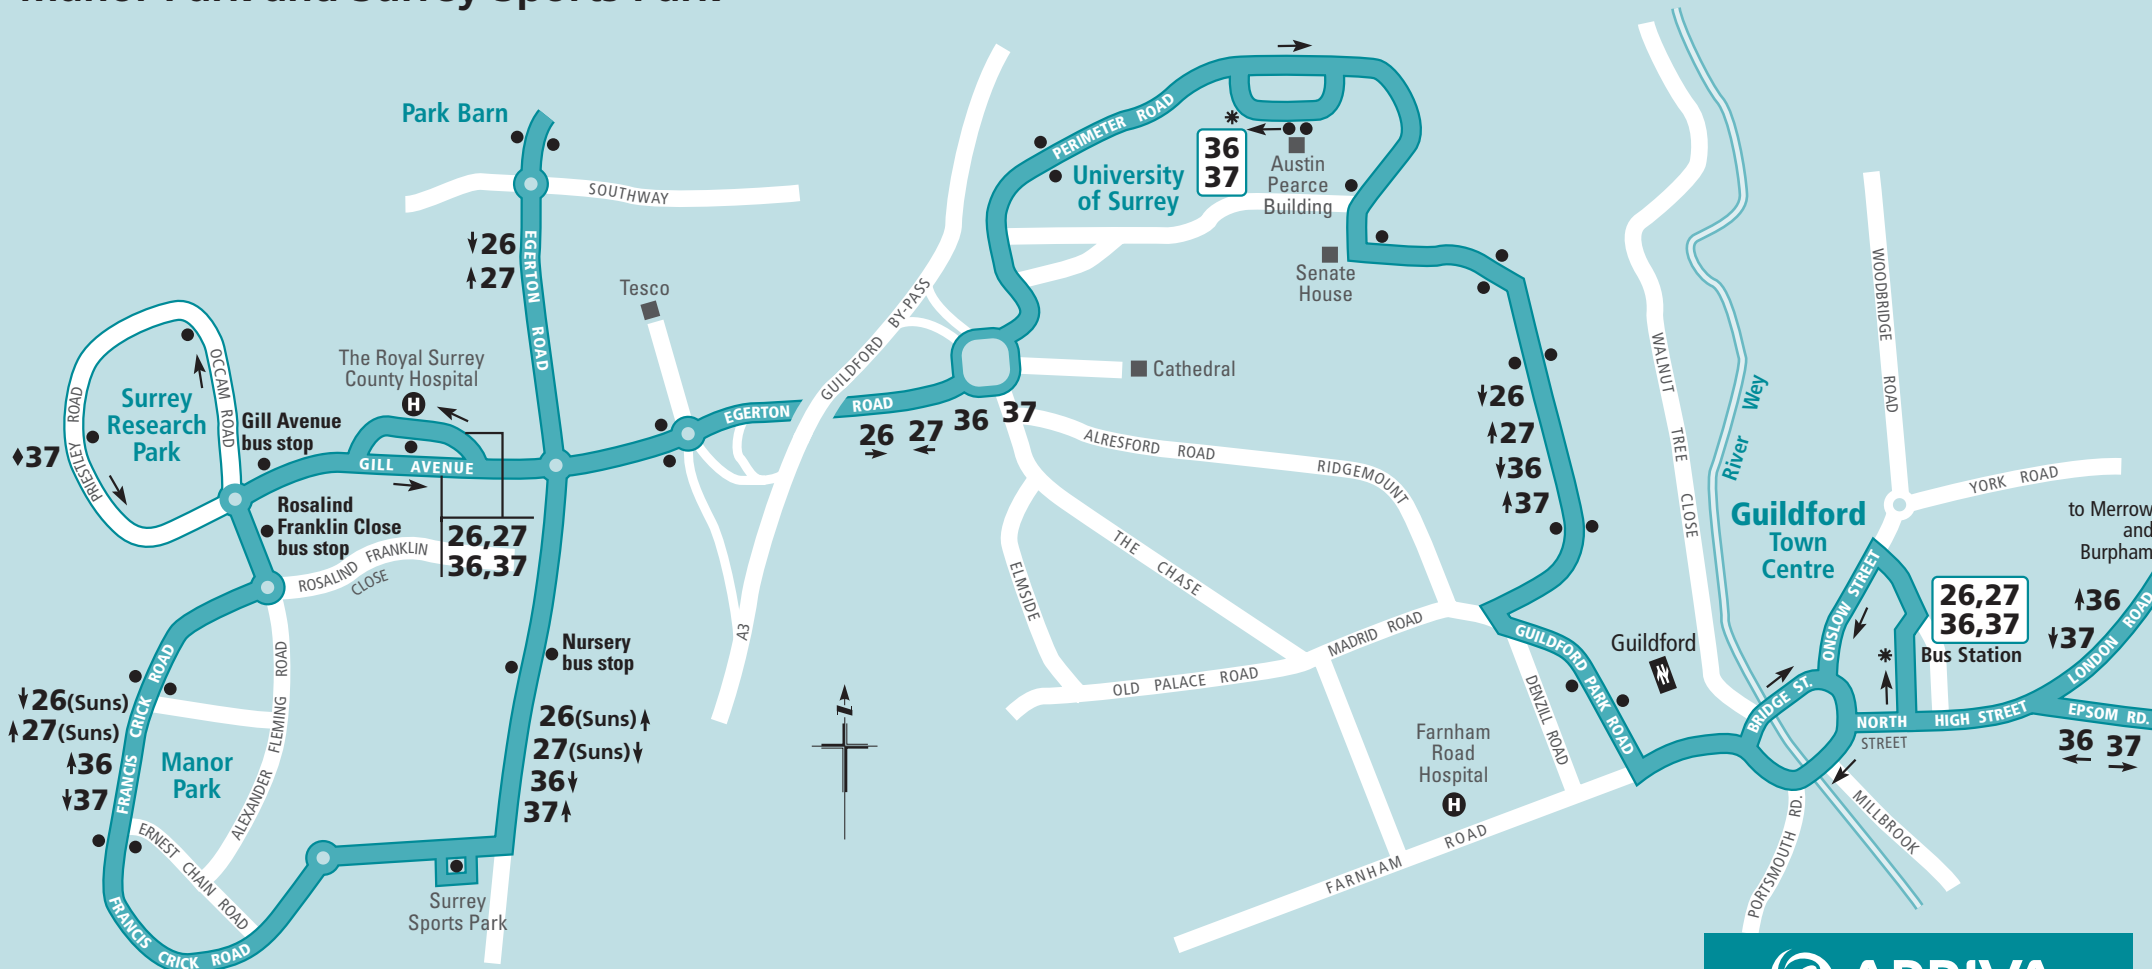 Manor Park and Surrey Sports Park
Park Barn
SOUTHWAY
EGERTON ROAD
↓26
↑27
Tesco
The Royal Surrey
County Hospital
H
OCCAM ROAD
PRIESTLEY ROAD
Surrey
Research
Park
♦37
Gill Avenue
bus stop
GILL AVENUE
Rosalind
Franklin Close
bus stop
ROSALIND FRANKLIN
CLOSE
26,27
36,37
Nursery
bus stop
↓26(Suns)
↑27(Suns)
↑36
↓37
FRANCIS CRICK ROAD
Manor
Park
ALEXANDER FLEMING ROAD
ERNEST CHAIN ROAD
FRANCIS CRICK ROAD
26(Suns)↑
27(Suns)↓
36↓
37↑
Surrey
Sports Park
EGERTON ROAD
GUILDFORD BY-PASS
A3
26 27 36 37
→ ←
PERIMETER ROAD
University
of Surrey
*
36
37
Austin
Pearce
Building
Senate
House
Cathedral
ALRESFORD ROAD
RIDGEMOUNT
THE CHASE
ELMSIDE
OLD PALACE ROAD
MADRID ROAD
↓26
↑27
↓36
↑37
GUILDFORD PARK ROAD
DENZILL ROAD
Farnham
Road
Hospital
H
FARNHAM ROAD
Guildford
WALNUT TREE CLOSE
River Wey
WOODBRIDGE ROAD
YORK ROAD
Guildford
Town
Centre
ONSLOW STREET
BRIDGE ST.
*
26,27
36,37
Bus Station
to Merrow
and
Burpham
↑36
↓37
LONDON ROAD
NORTH
STREET
HIGH STREET
EPSOM RD.
36 37
← →
MILLBROOK
PORTSMOUTH RD.
ARRIVA